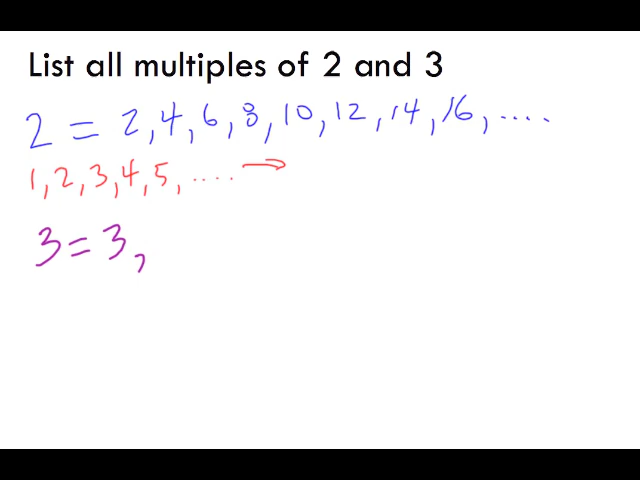 List all multiples of 2 and 3
2 = 2, 4, 6, 8, 10, 12, 14, 16, ....
1, 2, 3, 4, 5, .... →
3 = 3,